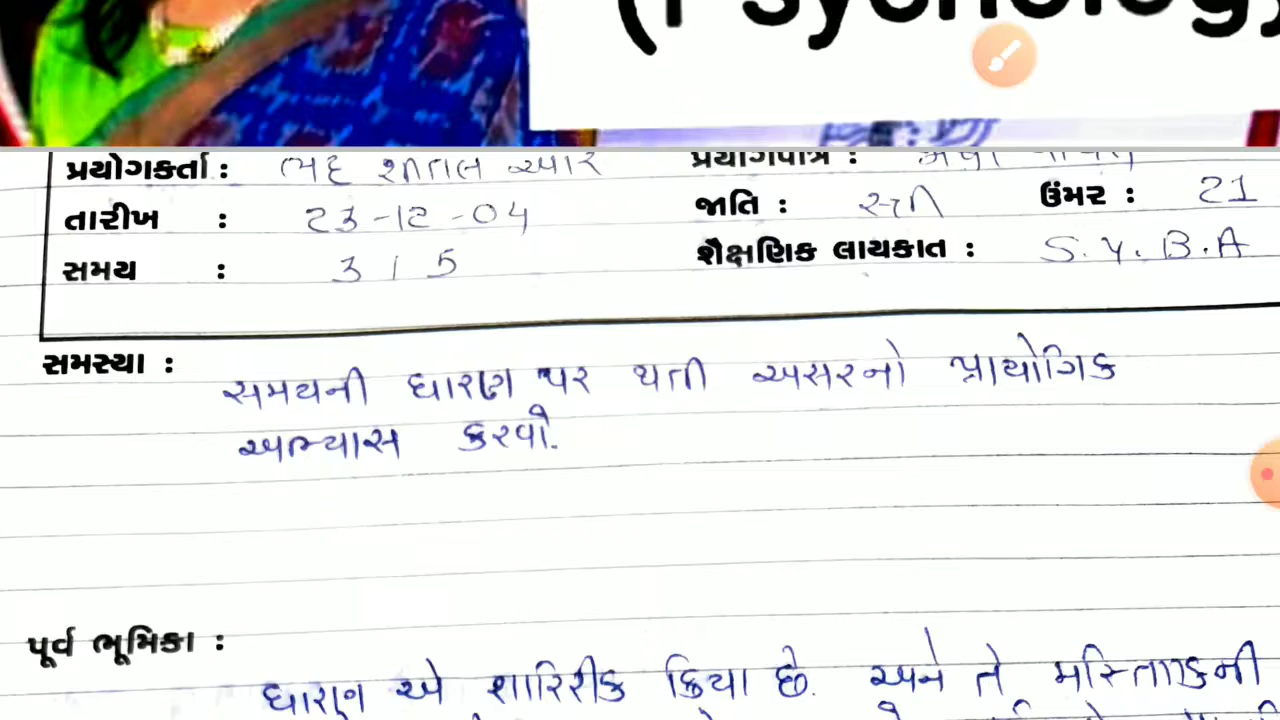 (Psychology)
પ્રયોગકર્તા : ભટ્ટ શીતલ આર પ્રયોગપાત્ર :
તારીખ : 23-12-04 જાતિ : સ્ત્રી ઉંમર : 21
સમય : 3 | 5 શૈક્ષણિક લાયકાત : S.Y.B.A
સમસ્યા :
સમયની ધારણ પર થતી અસરનો પ્રાયોગિક
અભ્યાસ કરવો.
પૂર્વ ભૂમિકા :
ધારણ એ શારિરીક ક્રિયા છે. અને તે મસ્તિષ્કની